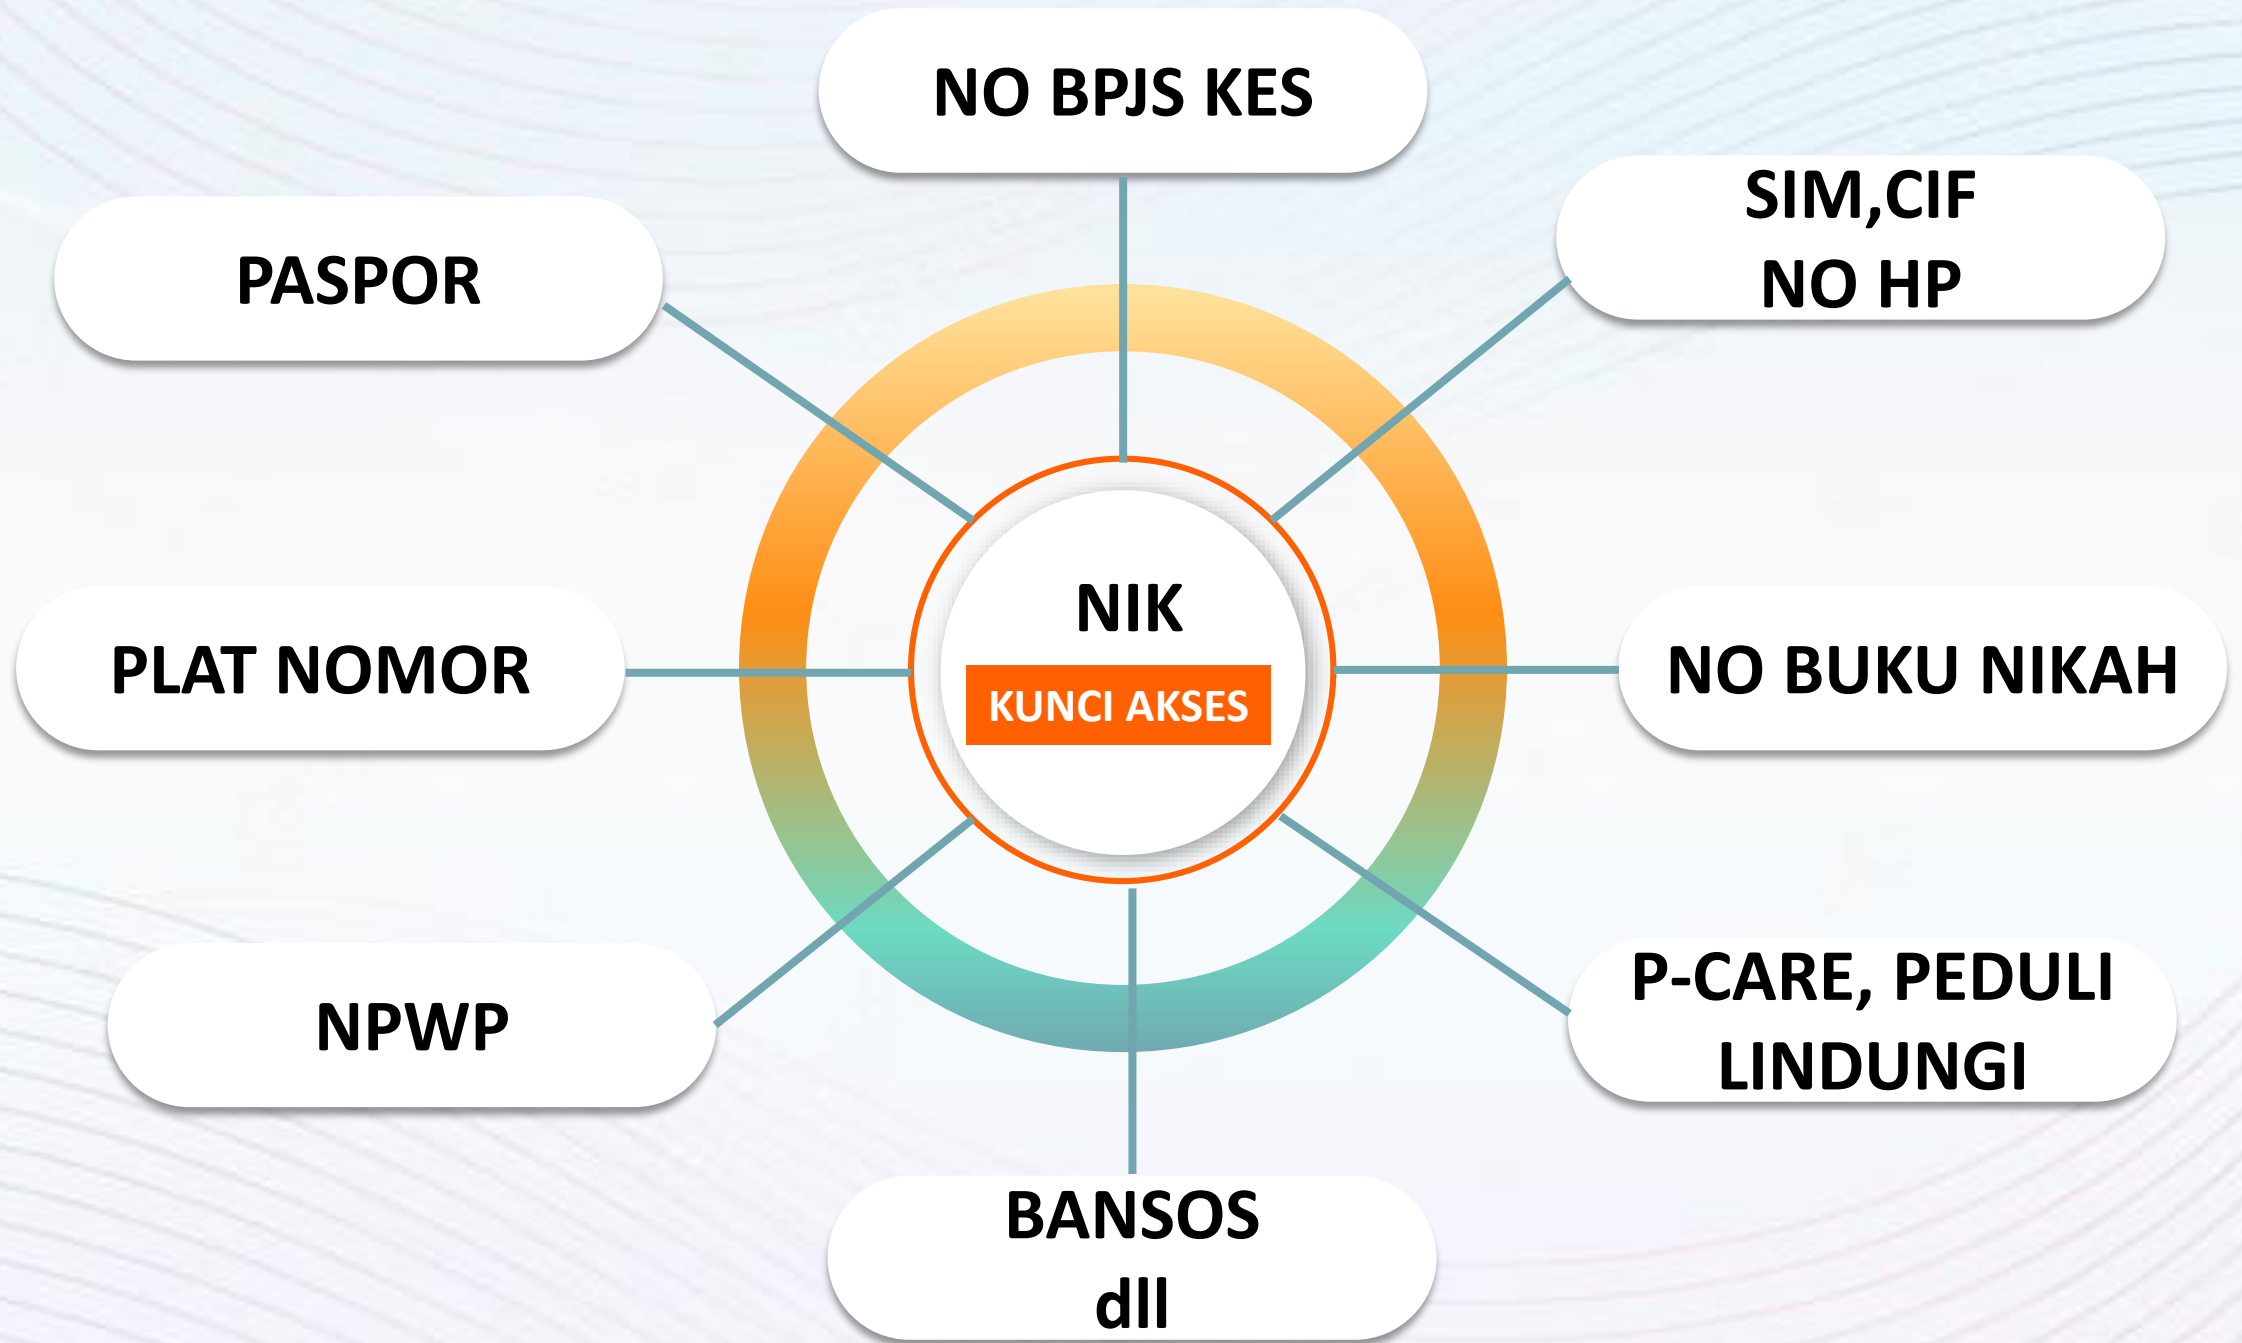 NO BPJS KES
SIM,CIF
NO HP
PASPOR
NIK
KUNCI AKSES
PLAT NOMOR
NO BUKU NIKAH
NPWP
P-CARE, PEDULI
LINDUNGI
BANSOS
dll